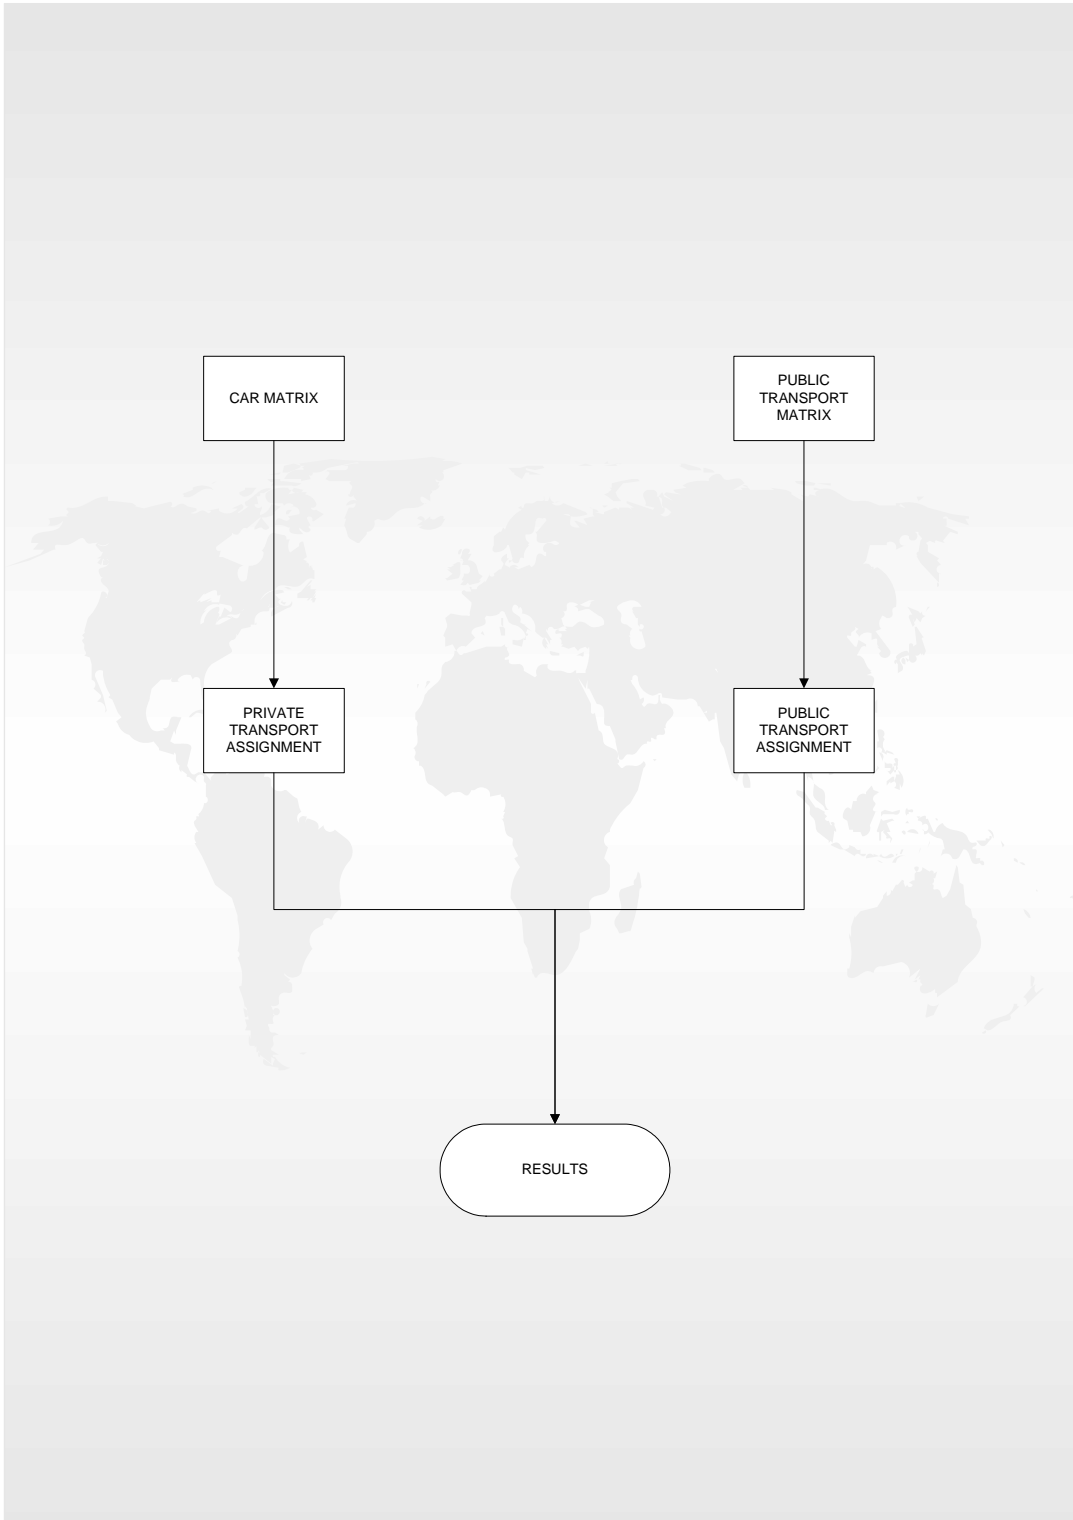 CAR MATRIX
PUBLIC
TRANSPORT
MATRIX
PRIVATE
TRANSPORT
ASSIGNMENT
PUBLIC
TRANSPORT
ASSIGNMENT
RESULTS